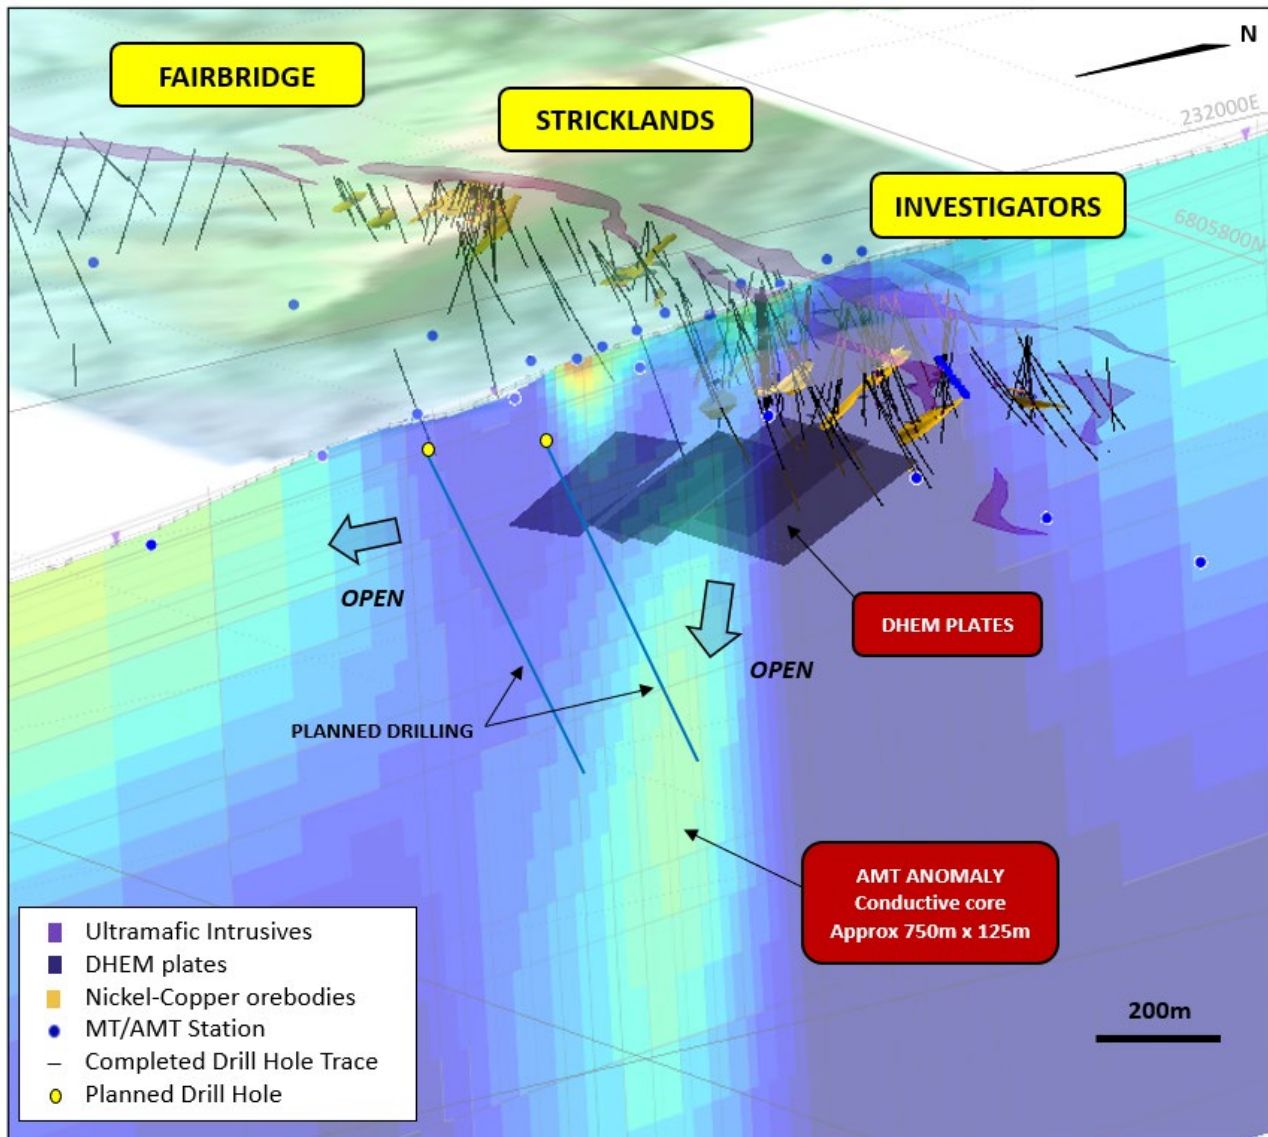 N
FAIRBRIDGE
STRICKLANDS
232000E
INVESTIGATORS
6805800N
OPEN
DHEM PLATES
OPEN
PLANNED DRILLING
AMT ANOMALY
Conductive core
Approx 750m x 125m
Ultramafic Intrusives
DHEM plates
Nickel-Copper orebodies
MT/AMT Station
Completed Drill Hole Trace
Planned Drill Hole
200m